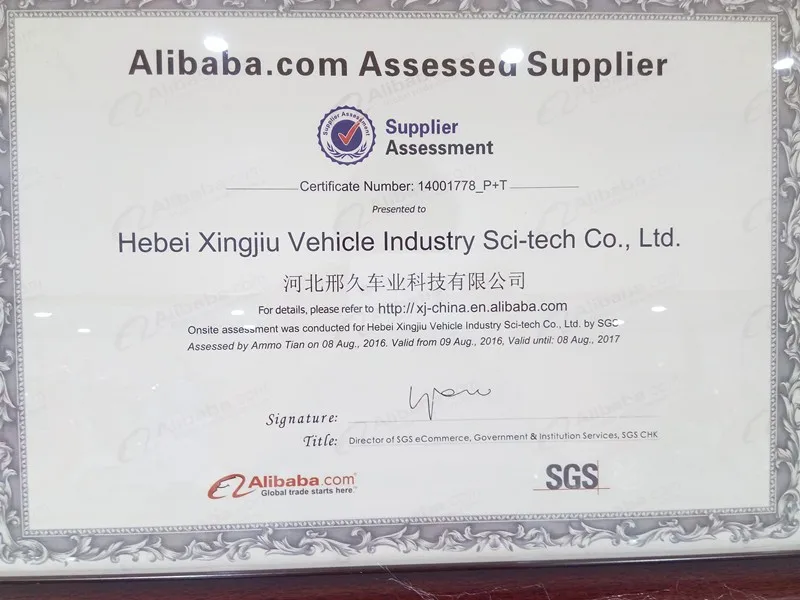 Alibaba.com Assessed Supplier
Supplier Assessment
Supplier
Assessment
Certificate Number: 14001778_P+T
Presented to
Hebei Xingjiu Vehicle Industry Sci-tech Co., Ltd.
河北邢久车业科技有限公司
For details, please refer to http://xj-china.en.alibaba.com
Onsite assessment was conducted for Hebei Xingjiu Vehicle Industry Sci-tech Co., Ltd. by SGS
Assessed by Ammo Tian on 08 Aug., 2016. Valid from 09 Aug., 2016, Valid until: 08 Aug., 2017
Signature:
Title: Director of SGS eCommerce, Government & Institution Services, SGS CHK
Alibaba.com
Global trade starts here.™
SGS